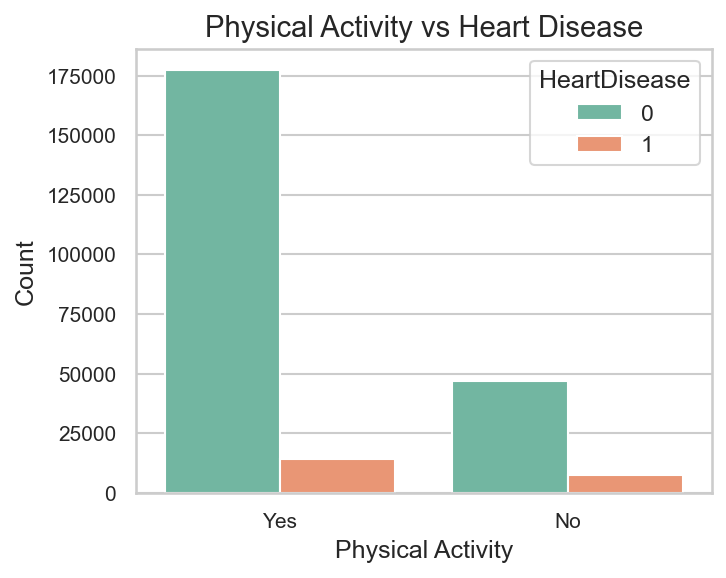 Physical Activity vs Heart Disease
HeartDisease
0
1
175000
150000
125000
100000
75000
50000
25000
0
Count
Yes
No
Physical Activity